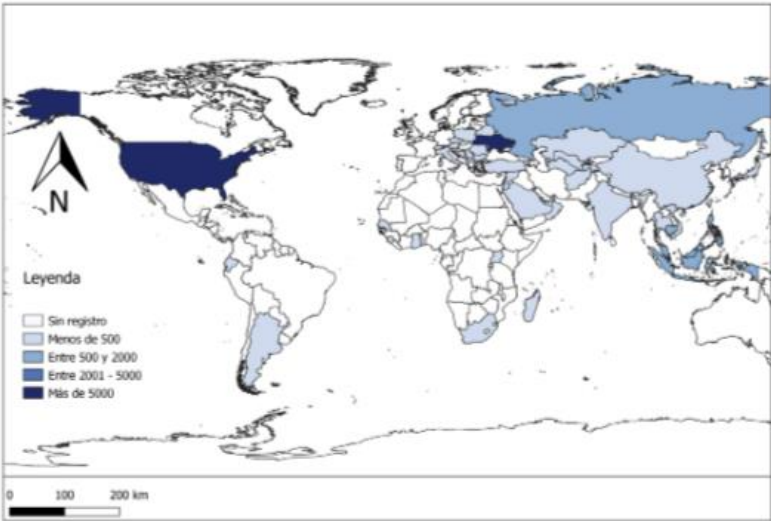 N
Leyenda
Sin registro
Menos de 500
Entre 500 y 2000
Entre 2001 - 5000
Más de 5000
0 100 200 km